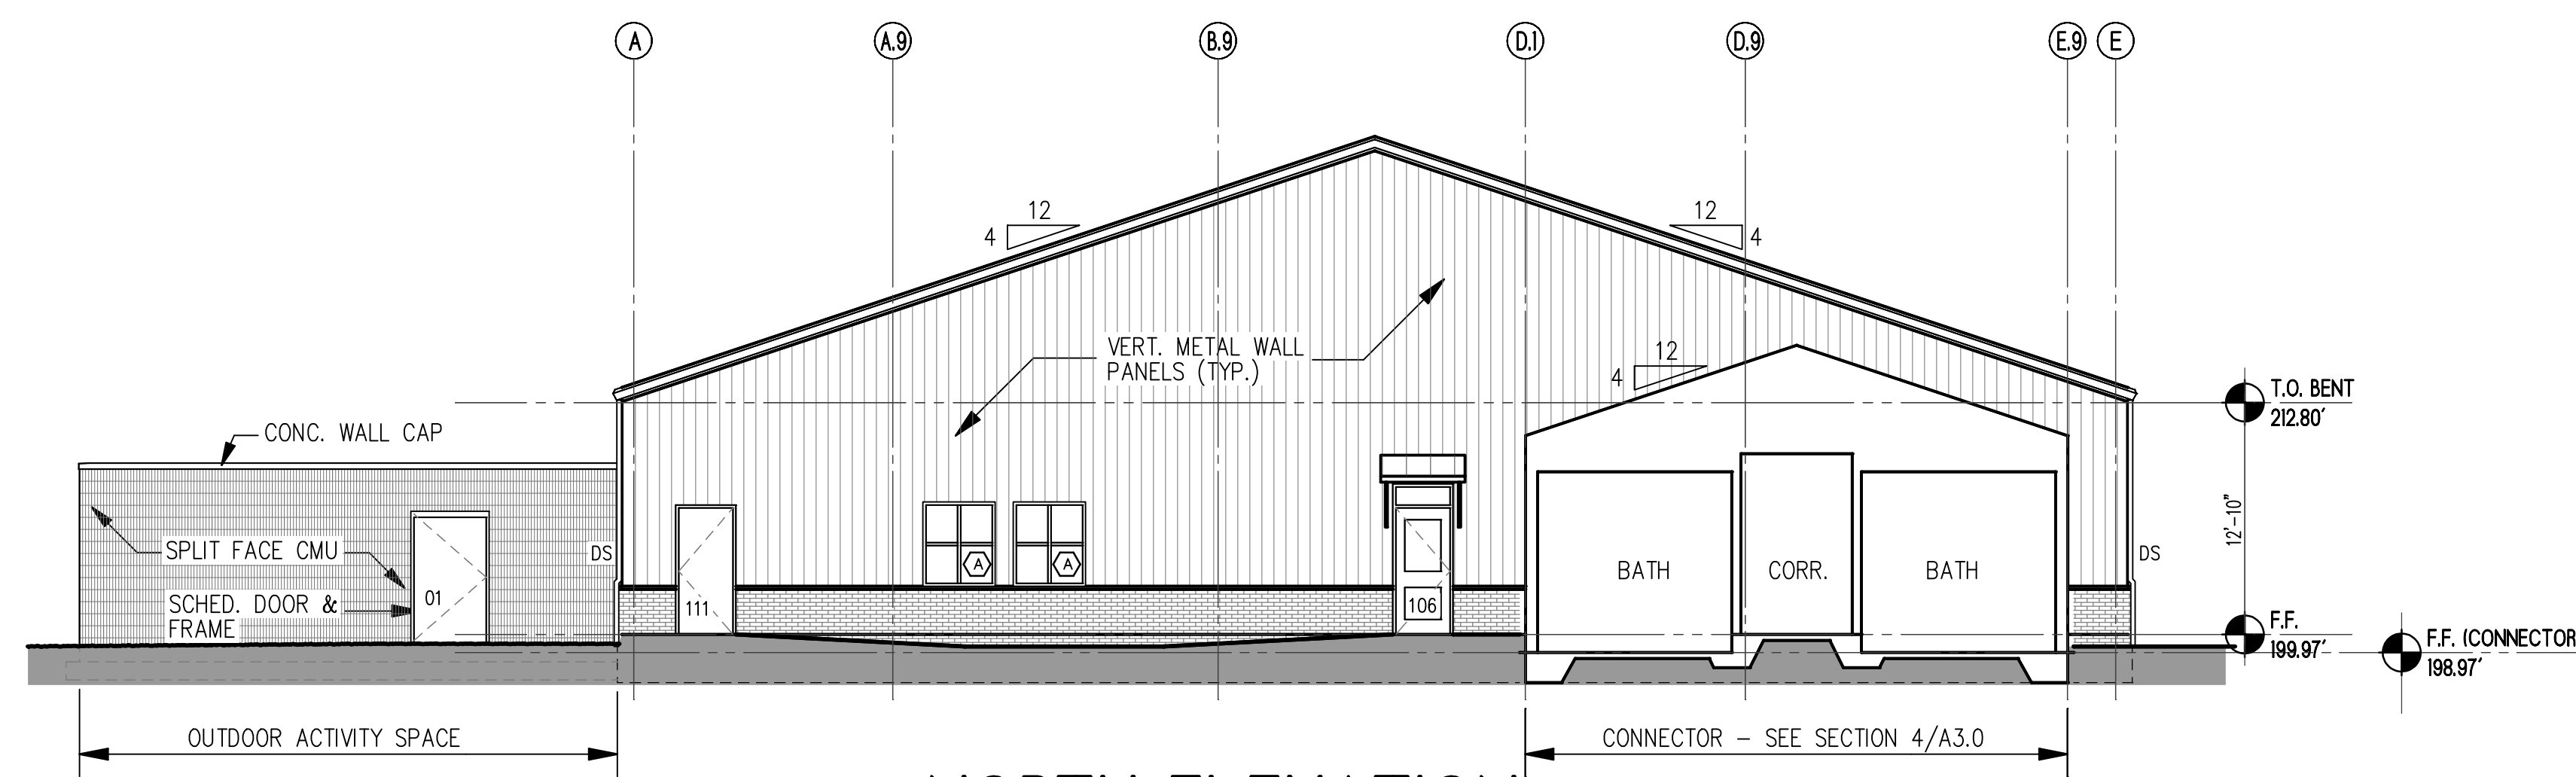 A
A.9
B.9
D.1
D.9
E.9
E
12
4
12
4
VERT. METAL WALL
PANELS (TYP.)
12
4
T.O. BENT
212.80'
CONC. WALL CAP
12'-10"
SPLIT FACE CMU
DS
A
A
DS
BATH
CORR.
BATH
01
SCHED. DOOR &
FRAME
111
106
F.F.
199.97'
F.F. (CONNECTOR
198.97'
OUTDOOR ACTIVITY SPACE
CONNECTOR - SEE SECTION 4/A3.0